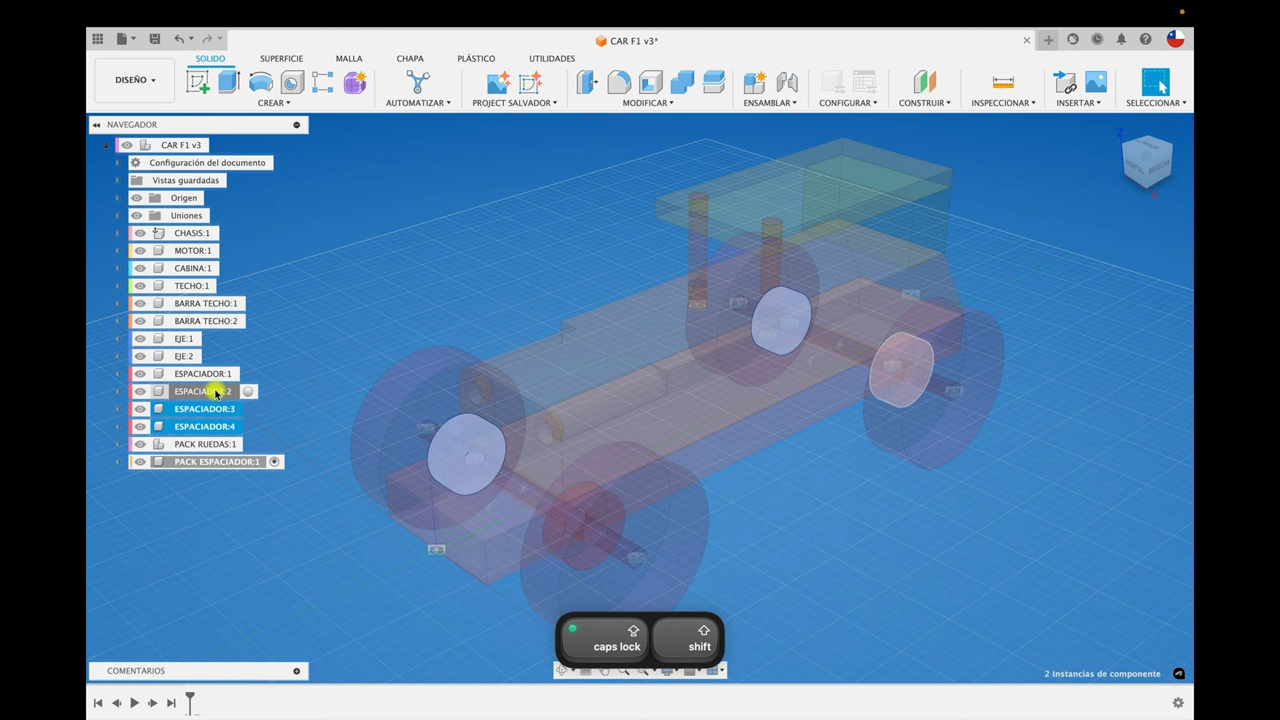 CAR F1 v3*
DISEÑO
SOLIDO SUPERFICIE MALLA CHAPA PLÁSTICO UTILIDADES
CREAR AUTOMATIZAR PROJECT SALVADOR MODIFICAR ENSAMBLAR CONFIGURAR CONSTRUIR INSPECCIONAR INSERTAR SELECCIONAR
NAVEGADOR
CAR F1 v3
Configuración del documento
Vistas guardadas
Origen
Uniones
CHASIS:1
MOTOR:1
CABINA:1
TECHO:1
BARRA TECHO:1
BARRA TECHO:2
EJE:1
EJE:2
ESPACIADOR:1
ESPACIADOR:3
ESPACIADOR:4
PACK RUEDAS:1
PACK ESPACIADOR:1
Z
X
caps lock shift
COMENTARIOS
2 Instancias de componente